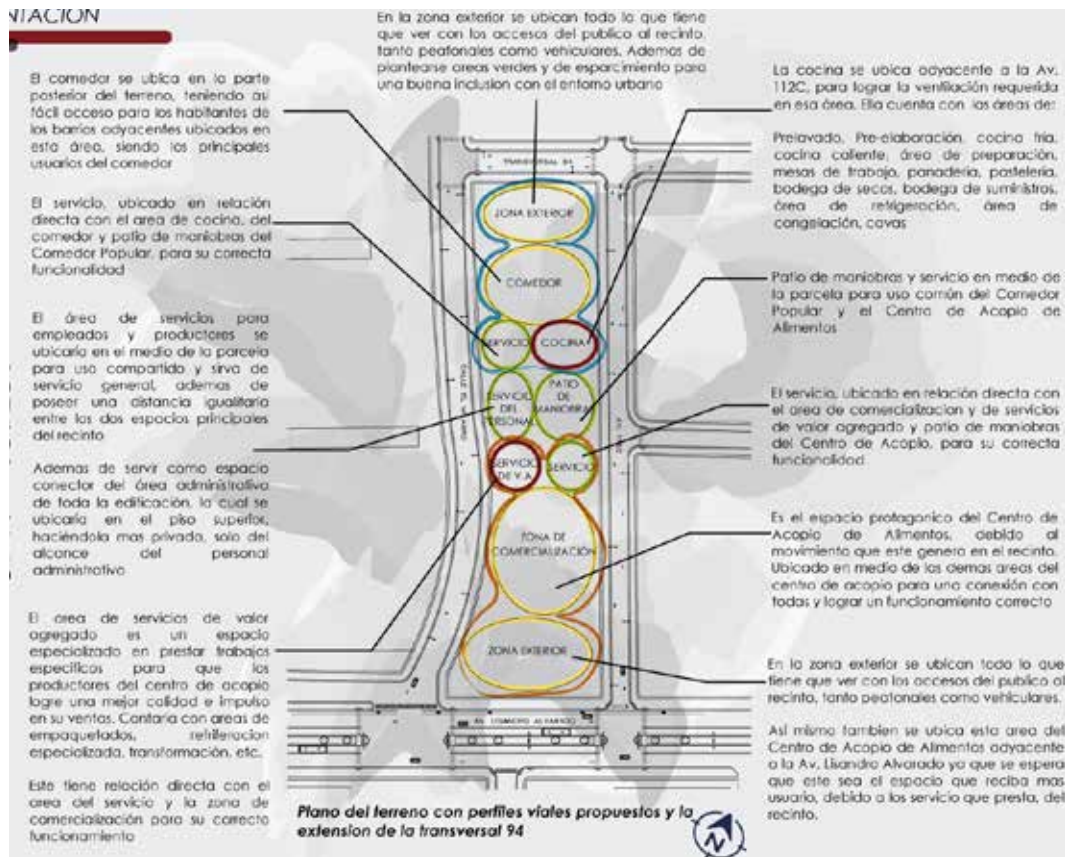 NTACIÓN
En la zona exterior se ubican todo lo que tiene
que ver con los accesos del publico al recinto,
tanto peatonales como vehiculares. Ademas de
plantearse areas verdes y de esparcimiento para
una buena inclusion con el entorno urbano
El comedor se ubica en la parte
posterior del terreno, teniendo asi
fácil acceso para los habitantes de
los barrios adyacentes ubicados en
esta área, siendo los principales
usuarios del comedor
El servicio, ubicado en relación
directa con el area de cocina, del
comedor y patio de maniobras del
Comedor Popular, para su correcta
funcionalidad
El área de servicios para
empleados y productores se
ubicaria en el medio de la parcela
para uso compartido y sirva de
servicio general, ademas de
poseer una distancia igualitaria
entre los dos espacios principales
del recinto
Ademas de servir como espacio
conector del área administrativa
de toda la edificación, la cual se
ubicaria en el piso superior,
haciéndola mas privado, solo del
alcance del personal
administrativo
El area de servicios de valor
agregado es un espacio
especializado en prestar trabajos
especificos para que los
productores del centro de acopio
logre una mejor calidad e impulso
en su ventas. Contaria con areas de
empaquetados, refrileracion
especializada, transformación, etc.
Este tiene relación directa con el
area del servicio y la zona de
comercialización para su correcto
funcionamiento
TRANSVERSAL 94
ZONA EXTERIOR
COMEDOR
SERVICIO
COCINA
SERVICIO
DEL
PERSONAL
PATIO
DE
MANIOBRAS
SERVICIO
DE V.A
SERVICIO
ZONA DE
COMERCIALIZACIÓN
ZONA EXTERIOR
AV. LISANDRO ALVARADO
Plano del terreno con perfiles viales propuestos y la
extension de la transversal 94
N
La cocina se ubica adyacente a la Av.
112C, para lograr la ventilación requerida
en esa área. Ella cuenta con las áreas de:
Prelavado, Pre-elaboración, cocina fria,
cocina caliente, área de preparación,
mesas de trabajo, panadería, pasteleria,
bodega de secos, bodega de suministros,
área de refrigeración, área de
congelación, cavas
Patio de maniobras y servicio en medio de
la parcela para uso común del Comedor
Popular y el Centro de Acopio de
Alimentos
El servicio, ubicado en relación directa con
el area de comercializacion y de servicios
de valor agregado y patio de maniobras
del Centro de Acopio, para su correcta
funcionalidad
Es el espacio protagonico del Centro de
Acopio de Alimentos, debido al
movimiento que este genera en el recinto.
Ubicado en medio de las demas areas del
centro de acopio para una conexión con
todas y lograr un funcionamiento correcto
En la zona exterior se ubican todo lo que
tiene que ver con los accesos del publico al
recinto, tanto peatonales como vehiculares.
Asi mismo tambien se ubica esta area del
Centro de Acopio de Alimentos adyacente
a la Av. Lisandro Alvarado ya que se espera
que este sea el espacio que reciba mas
usuario, debido a los servicio que presta, del
recinto.